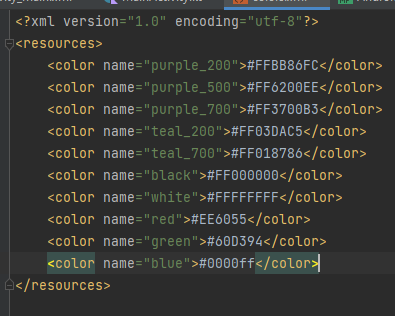 <?xml version="1.0" encoding="utf-8"?>
<resources>
    <color name="purple_200">#FFBB86FC</color>
    <color name="purple_500">#FF6200EE</color>
    <color name="purple_700">#FF3700B3</color>
    <color name="teal_200">#FF03DAC5</color>
    <color name="teal_700">#FF018786</color>
    <color name="black">#FF000000</color>
    <color name="white">#FFFFFFFF</color>
    <color name="red">#EE6055</color>
    <color name="green">#60D394</color>
    <color name="blue">#0000ff</color>
</resources>